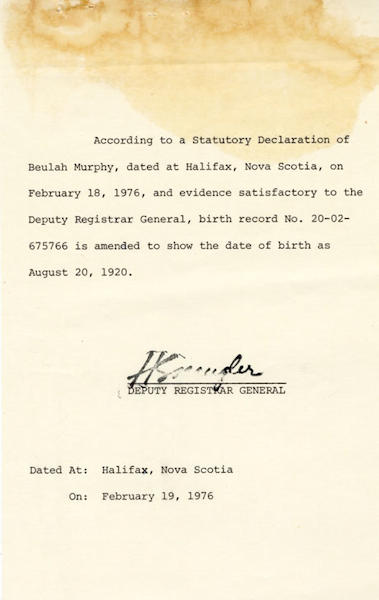 According to a Statutory Declaration of
Beulah Murphy, dated at Halifax, Nova Scotia, on
February 18, 1976, and evidence satisfactory to the
Deputy Registrar General, birth record No. 20-02-
675766 is amended to show the date of birth as
August 20, 1920.
DEPUTY REGISTRAR GENERAL
Dated At: Halifax, Nova Scotia
On: February 19, 1976